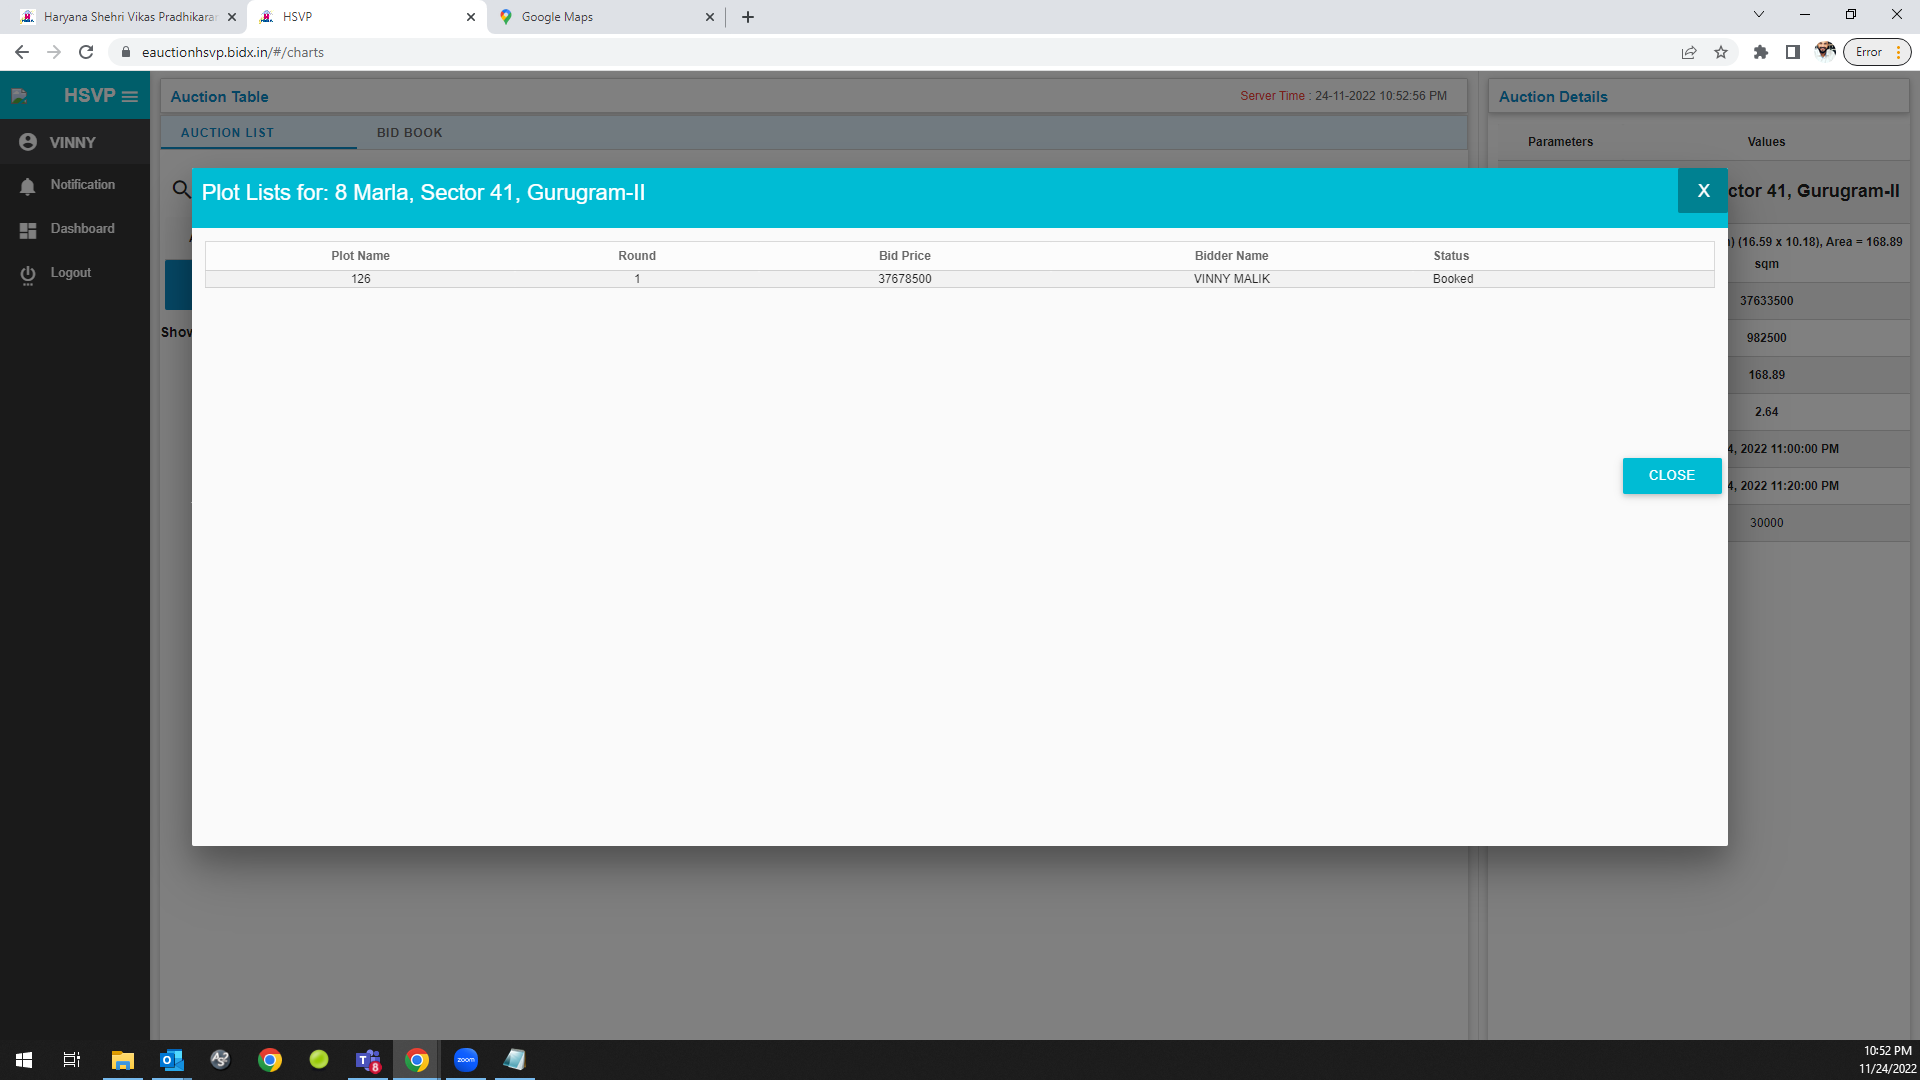 Haryana Shehri Vikas Pradhikaran
HSVP
Google Maps
eauctionhsvp.bidx.in/#/charts
Error
HSVP
Auction Table
Server Time : 24-11-2022 10:52:56 PM
Auction Details
AUCTION LIST
BID BOOK
Parameters
Values
VINNY
Notification
Dashboard
Logout
Plot Lists for: 8 Marla, Sector 41, Gurugram-II
X
ctor 41, Gurugram-II
Plot Name
Round
Bid Price
Bidder Name
Status
126
1
37678500
VINNY MALIK
Booked
) (16.59 x 10.18), Area = 168.89
sqm
37633500
982500
168.89
2.64
4, 2022 11:00:00 PM
4, 2022 11:20:00 PM
30000
Show
CLOSE
zoom
8
10:52 PM
11/24/2022